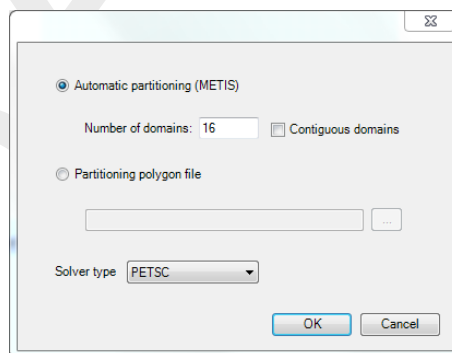 Automatic partitioning (METIS)
Number of domains: 16 Contiguous domains
Partitioning polygon file
...
Solver type PETSC
OK Cancel